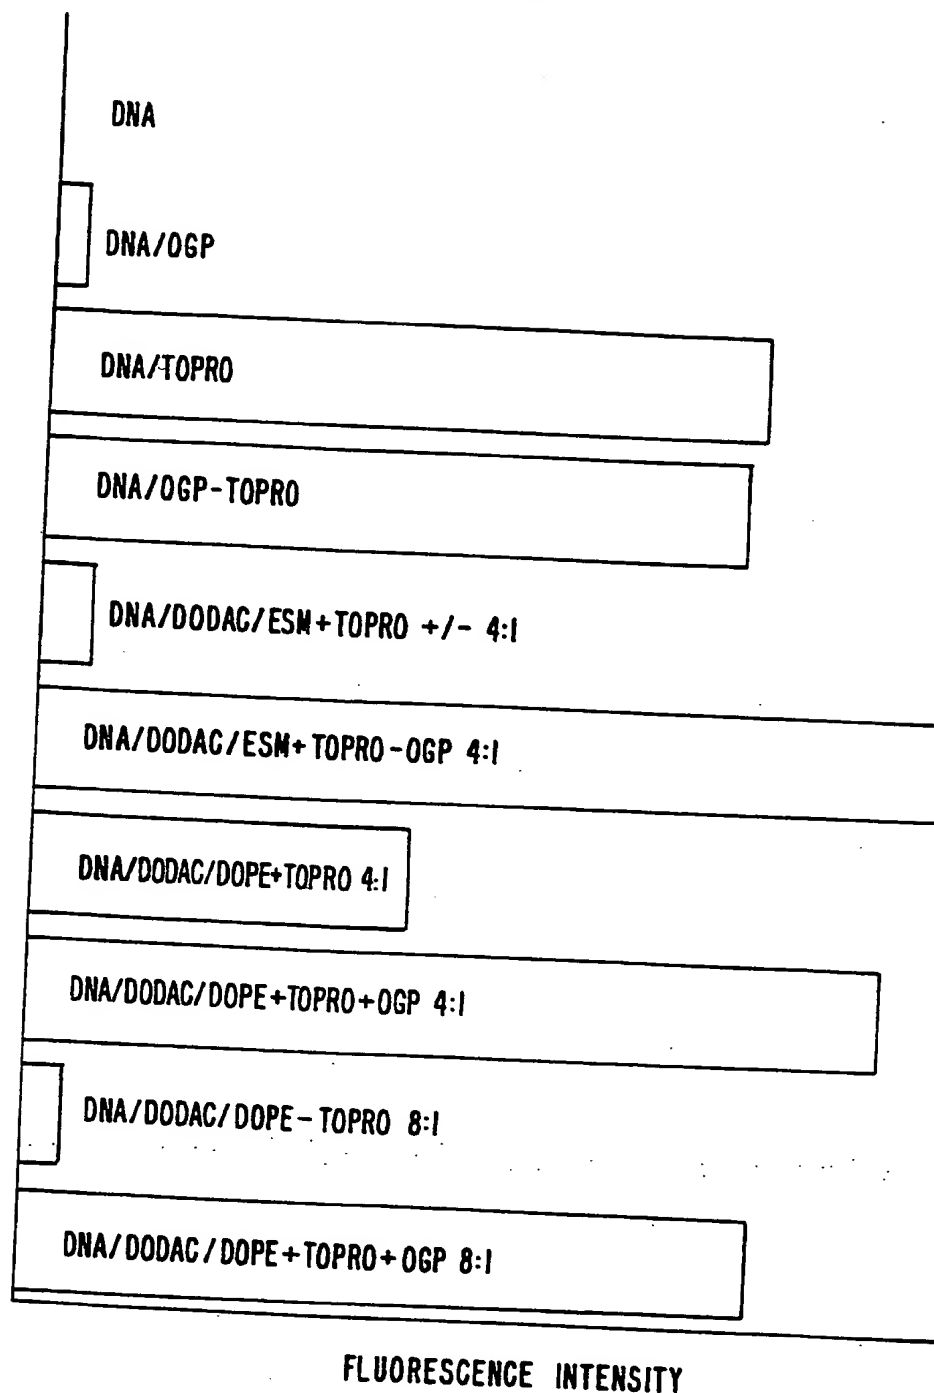 DNA
DNA/OGP
DNA/TOPRO
DNA/OGP-TOPRO
DNA/DODAC/ESM+TOPRO +/- 4:1
DNA/DODAC/ESM+TOPRO-OGP 4:1
DNA/DODAC/DOPE+TOPRO 4:1
DNA/DODAC/DOPE+TOPRO+OGP 4:1
DNA/DODAC/DOPE-TOPRO 8:1
DNA/DODAC/DOPE+TOPRO+OGP 8:1
FLUORESCENCE INTENSITY